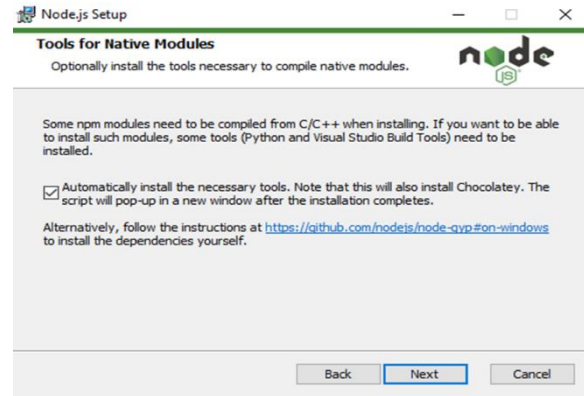 Node.js Setup
Tools for Native Modules
Optionally install the tools necessary to compile native modules.
node
JS
Some npm modules need to be compiled from C/C++ when installing. If you want to be able
to install such modules, some tools (Python and Visual Studio Build Tools) need to be
installed.
Automatically install the necessary tools. Note that this will also install Chocolatey. The
script will pop-up in a new window after the installation completes.
Alternatively, follow the instructions at https://github.com/nodejs/node-gyp#on-windows
to install the dependencies yourself.
Back Next Cancel